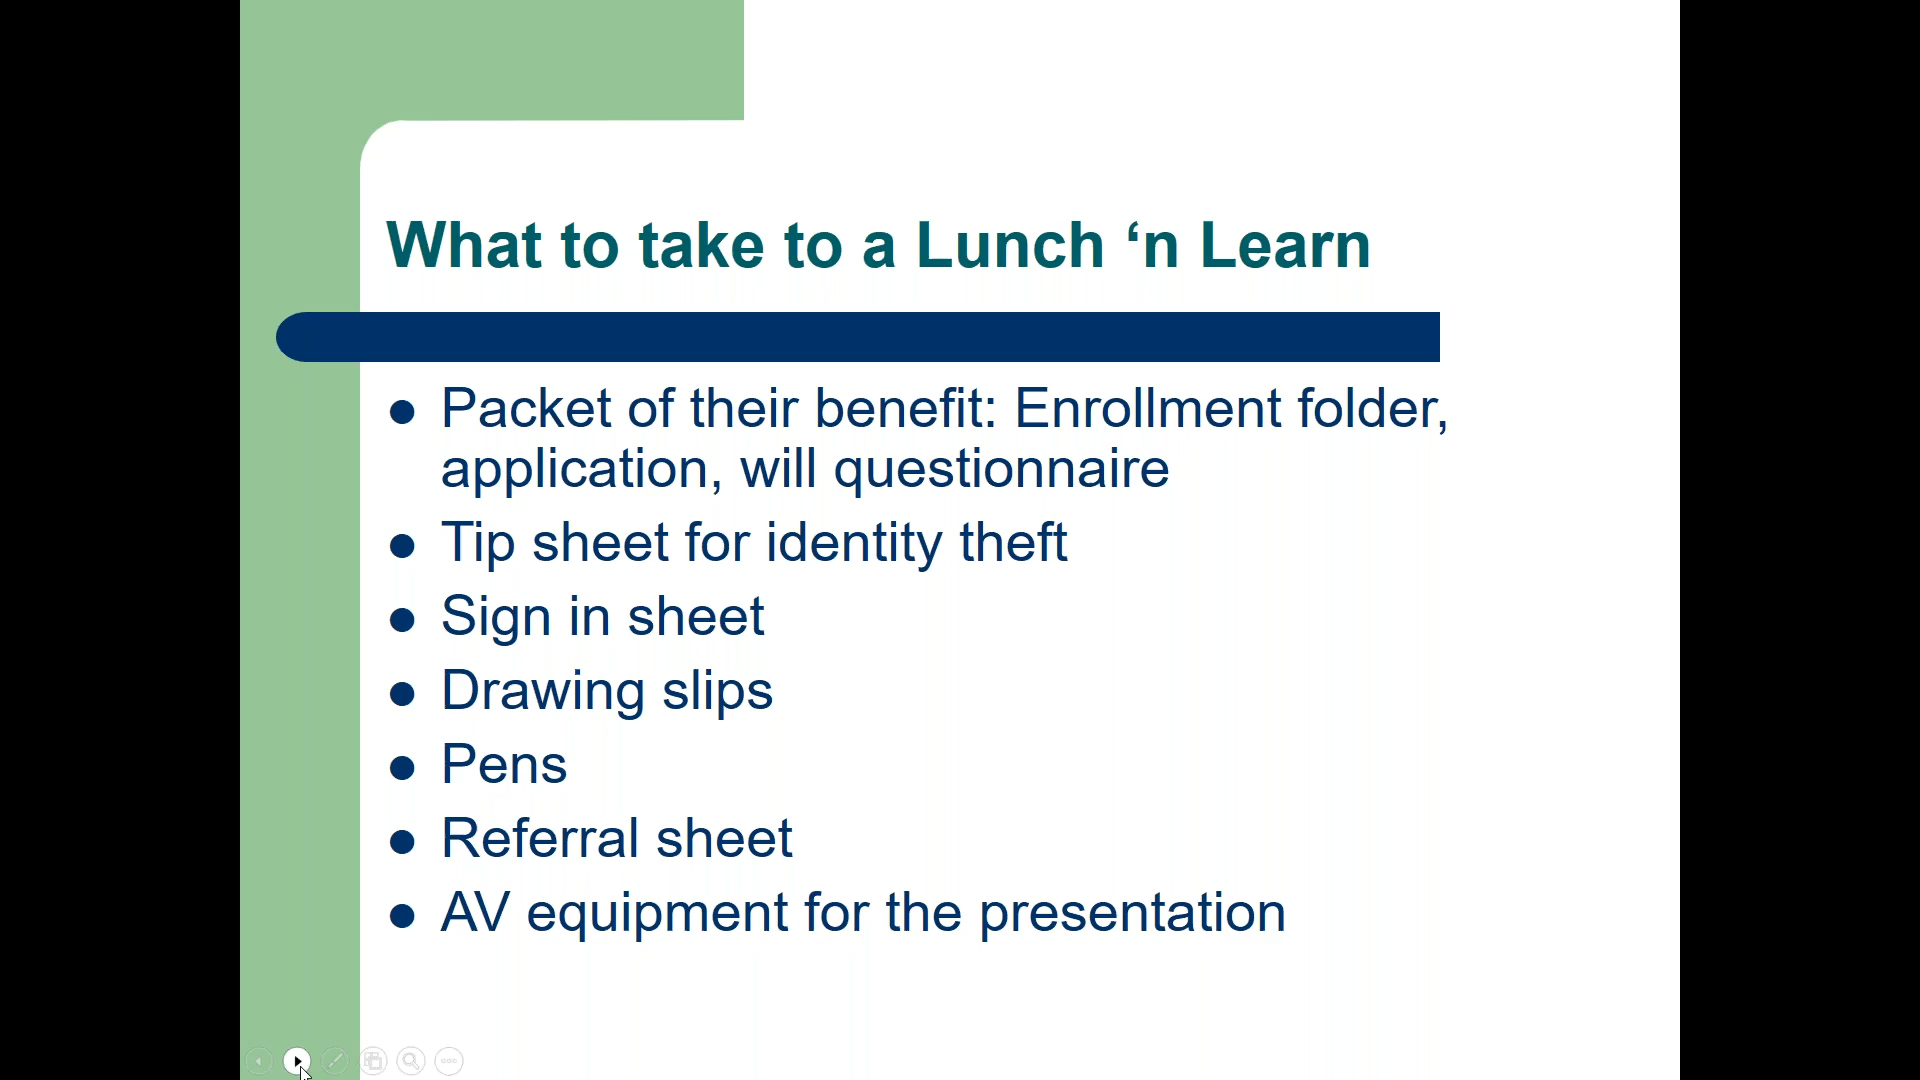 What to take to a Lunch ‘n Learn
● Packet of their benefit: Enrollment folder,
application, will questionnaire
● Tip sheet for identity theft
● Sign in sheet
● Drawing slips
● Pens
● Referral sheet
● AV equipment for the presentation